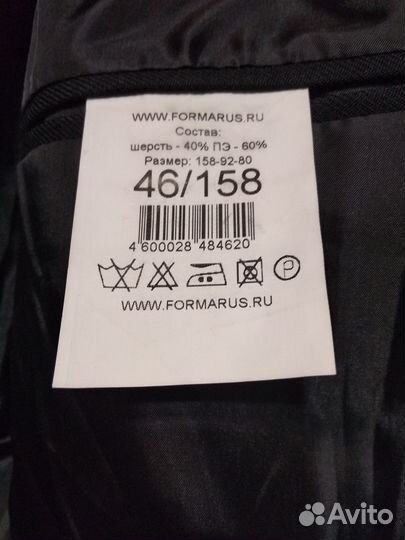 WWW.FORMARUS.RU
Состав:
шерсть - 40% ПЭ - 60%
Размер: 158-92-80
46/158
4 600028 484620
P
WWW.FORMARUS.RU
Avito